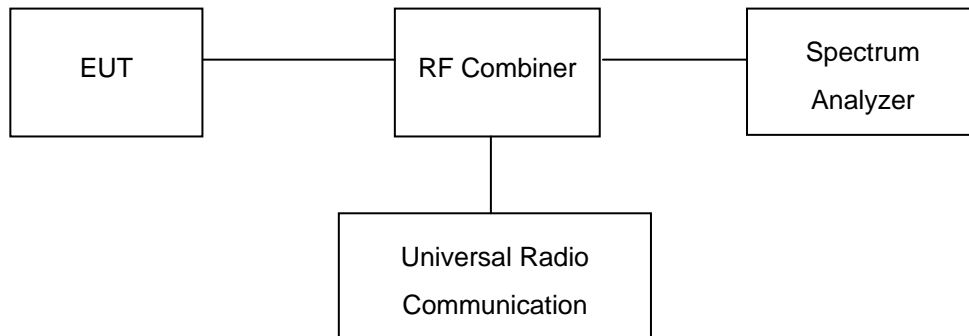 EUT
RF Combiner
Spectrum
Analyzer
Universal Radio
Communication